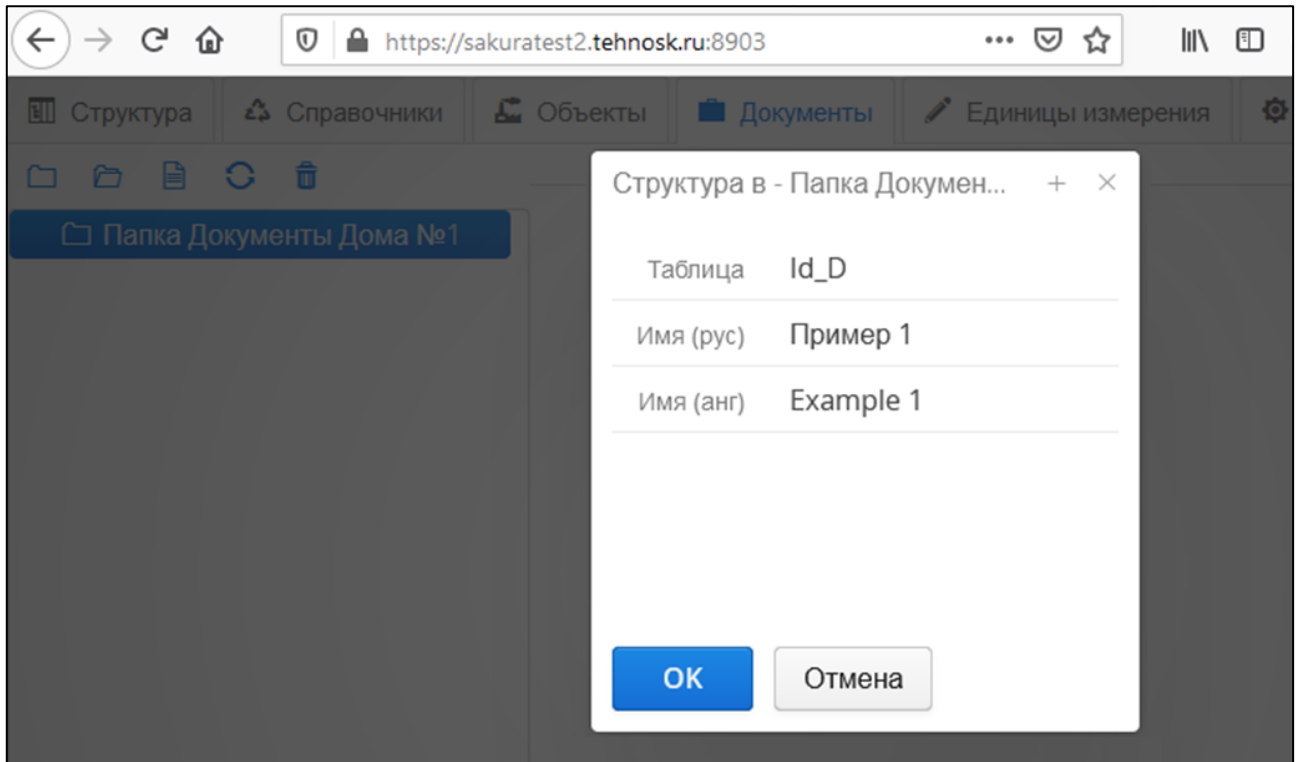 https://sakuratest2.tehnosk.ru:8903
Структура Справочники Объекты Документы Единицы измерения
Папка Документы Дома №1
Структура в - Папка Докумен...
Таблица Id_D
Имя (рус) Пример 1
Имя (анг) Example 1
OK Отмена